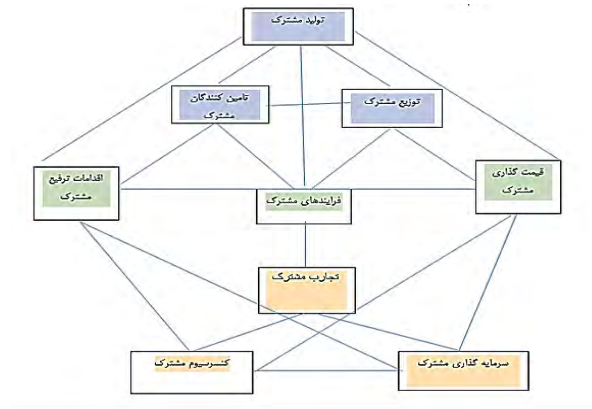 تولید مشترک
تامین کنندگان
مشترک
توزیع مشترک
قیمت گذاری
مشترک
فرایندهای مشترک
اقدامات ترفیع
مشترک
تجارب مشترک
سرمایه گذاری مشترک
کنسرسیوم مشترک